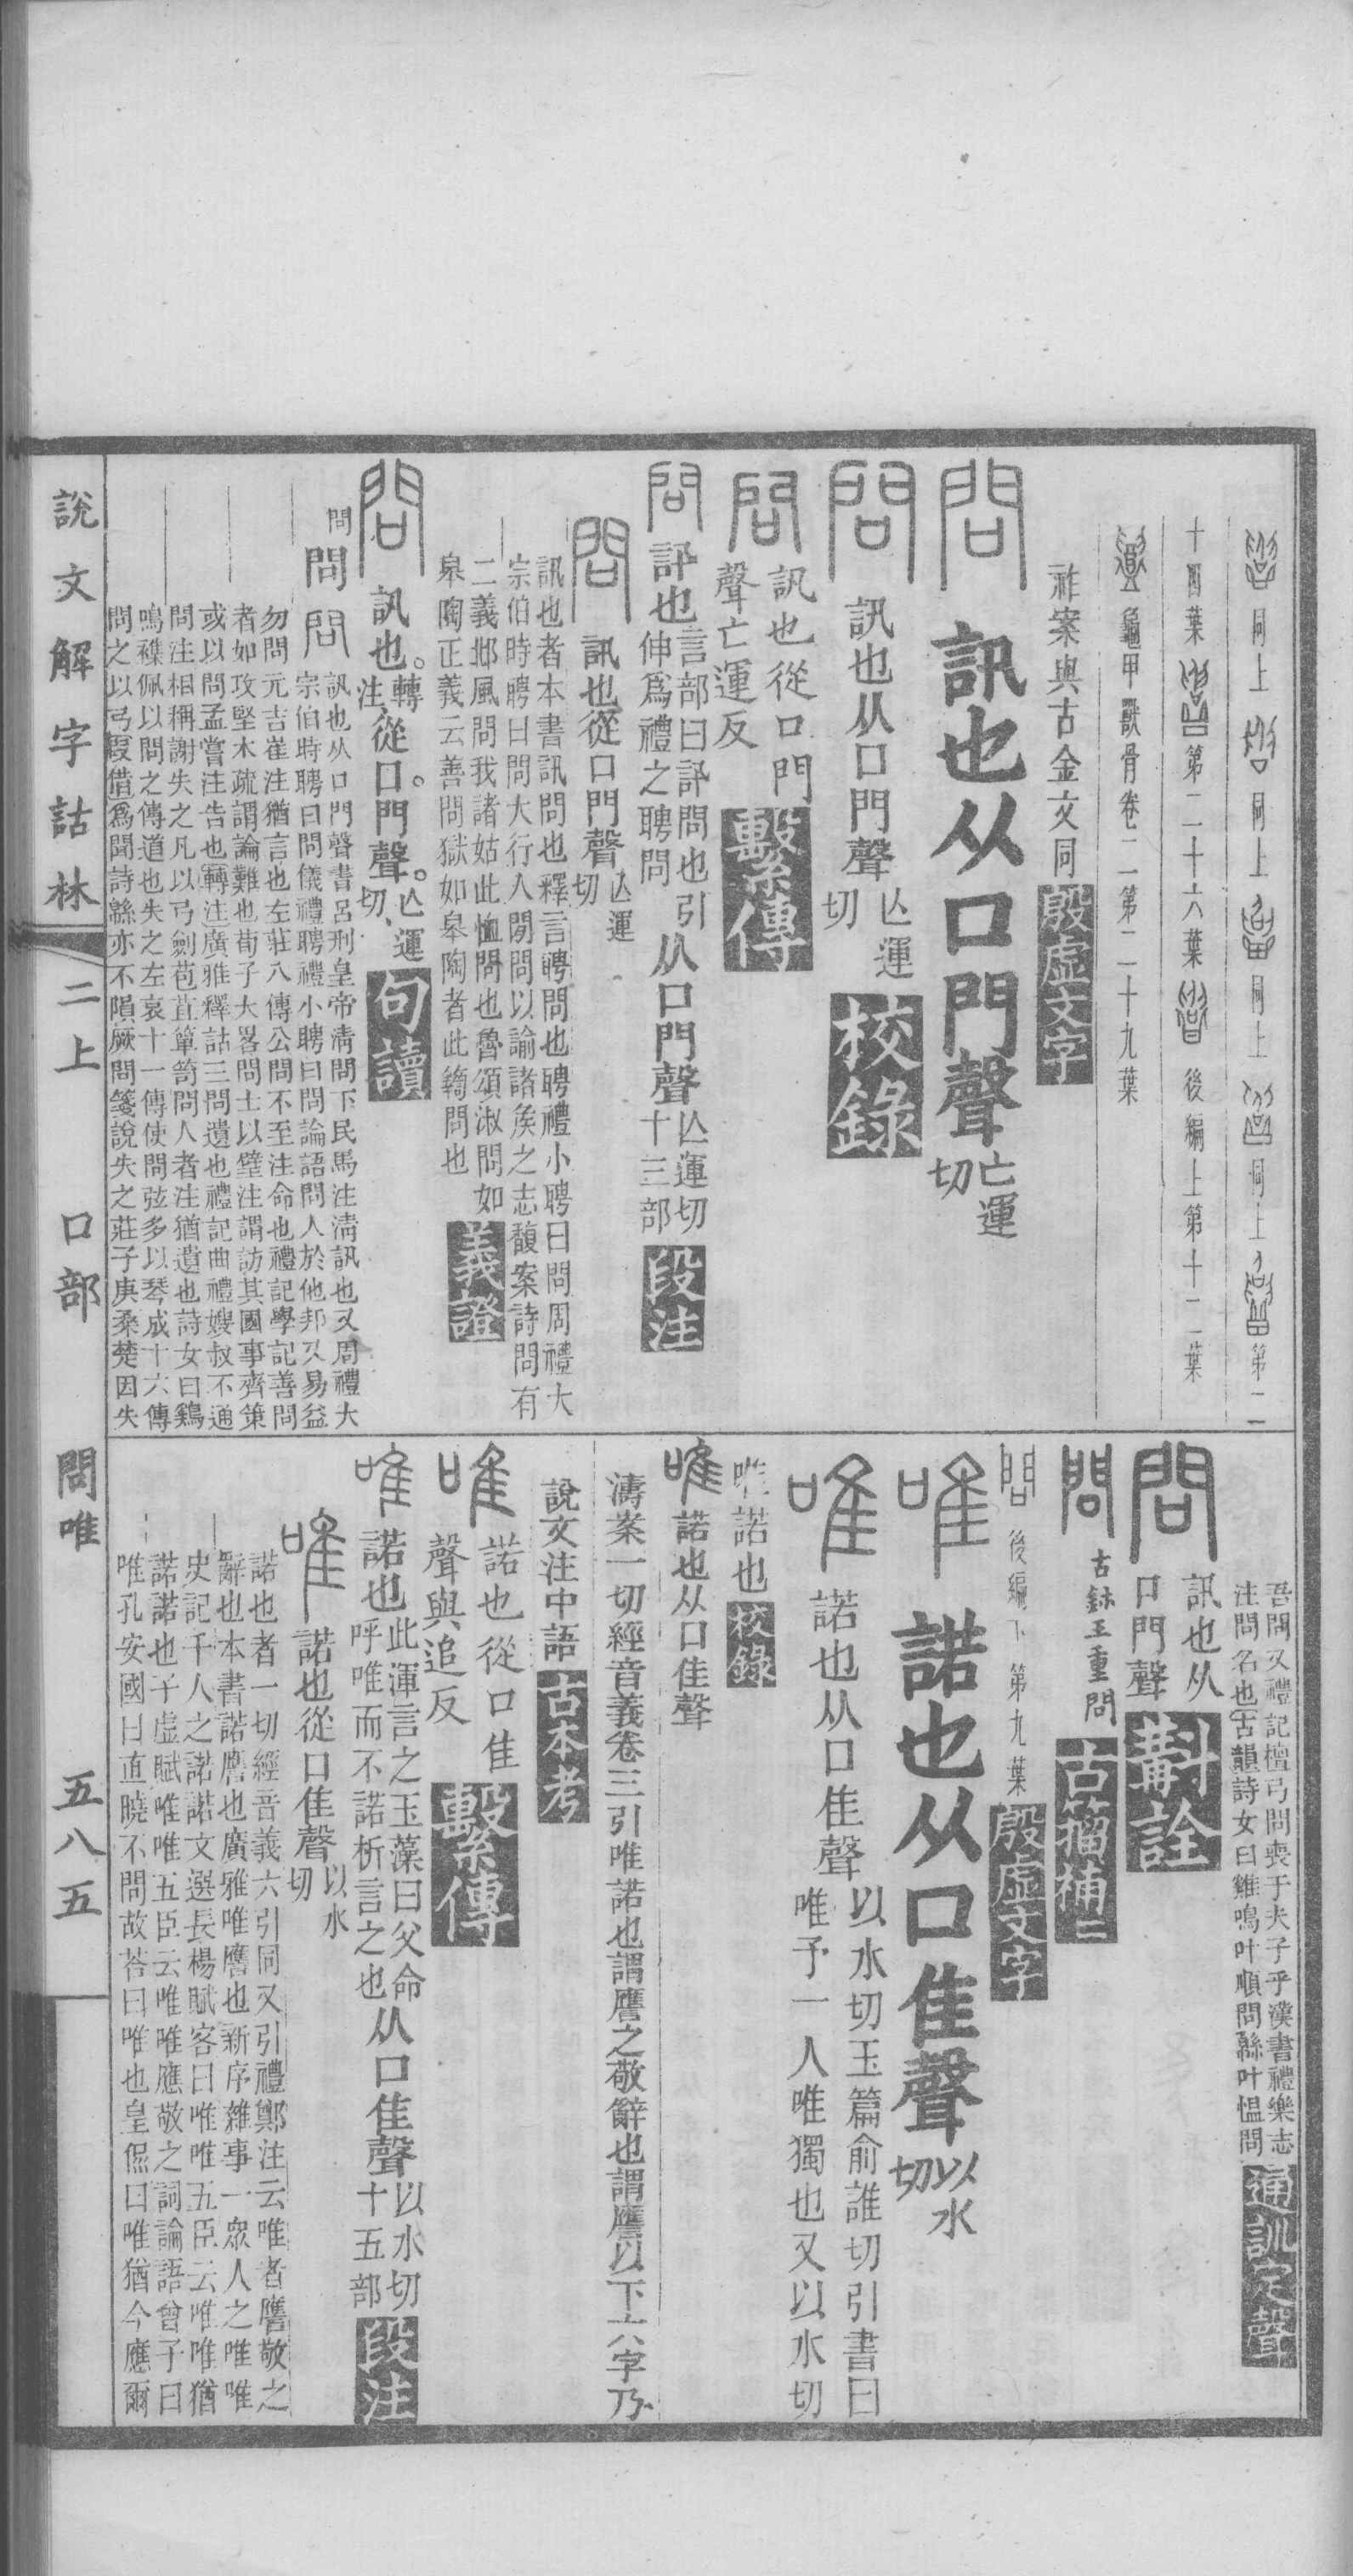 同上 同上 同上 同上 第二
十四葉 第二十六葉 後編上第十二葉
龜甲獸骨卷二第二十九葉
祚案與古金文同 殷虛文字
問 訊也从口門聲 亡運切
問 訊也从口門聲 亾運切 校錄
問 訊也從口門聲亡運反 繫傳
問 訊也 言部曰訊問也引伸爲禮之聘問 从口門聲 亾運切十三部 段注
問 訊也從口門聲 亾運切
訊也者本書訊問也釋言聘問也聘禮小聘曰問周禮大
宗伯時聘曰問大行人閒問以諭諸矦之志馥案詩問有
二義邶風問我諸姑此恤問也魯頌淑問如
皋陶正義云善問獄如皋陶者此鞫問也 義證
問 訊也。轉注。從口。門聲。亾運切、 句讀
問 問 問 訊也从口門聲書呂刑皇帝清問下民馬注清訊也又周禮大
宗伯時聘曰問儀禮聘禮小聘曰問論語問人於他邦又易益
勿問元吉崔注猶言也左莊八傳公問不至注命也禮記學記善問
者如攻堅木疏謂論難也荀子大畧問士以璧注謂訪其國事齊策
或以問孟嘗注告也轉注廣雅釋詁三問遺也禮記曲禮嫂叔不通
問注相稱謝失之凡以弓劍苞苴簞笥問人者注猶遺也詩女曰鷄
鳴襍佩以問之傳道也失之左哀十一傳使問弦多以琴成十六傳
問之以弓叚借爲聞詩緜亦不隕厥問箋說失之莊子庚桑楚因失
說文解字詁林 二上 口部 問唯 五八五
吾問又禮記檀弓問喪于夫子乎漢書禮樂志
注問名也古韻詩女曰雞鳴叶順問緜叶愠問 通訓定聲
問 訊也从口門聲 斠詮
問 古鉨王重問 古籀補二
問 後編下第九葉 殷虛文字
唯 諾也从口隹聲 以水切
唯 諾也从口隹聲 以水切玉篇俞誰切引書曰
唯予一人唯獨也又以水切
唯諾也 校錄
唯 諾也从口隹聲
濤案一切經音義卷三引唯諾也謂譍之敬辭也謂譍以下六字乃
說文注中語 古本考
唯 諾也從口隹聲與追反 繫傳
唯 諾也 此渾言之玉藻曰父命呼唯而不諾析言之也 从口隹聲 以水切十五部 段注
唯 諾也從口隹聲 以水切
諾也者一切經音義六引同又引禮鄭注云唯者譍敬之
辭也本書諾譍也廣雅唯譍也新序雜事一衆人之唯唯
史記千人之諾諾文選長楊賦客曰唯唯五臣云唯唯猶
諾諾也子虛賦唯唯五臣云唯唯應敬之詞論語曾子曰
唯孔安國曰直曉不問故荅曰唯也皇侃曰唯猶今應爾